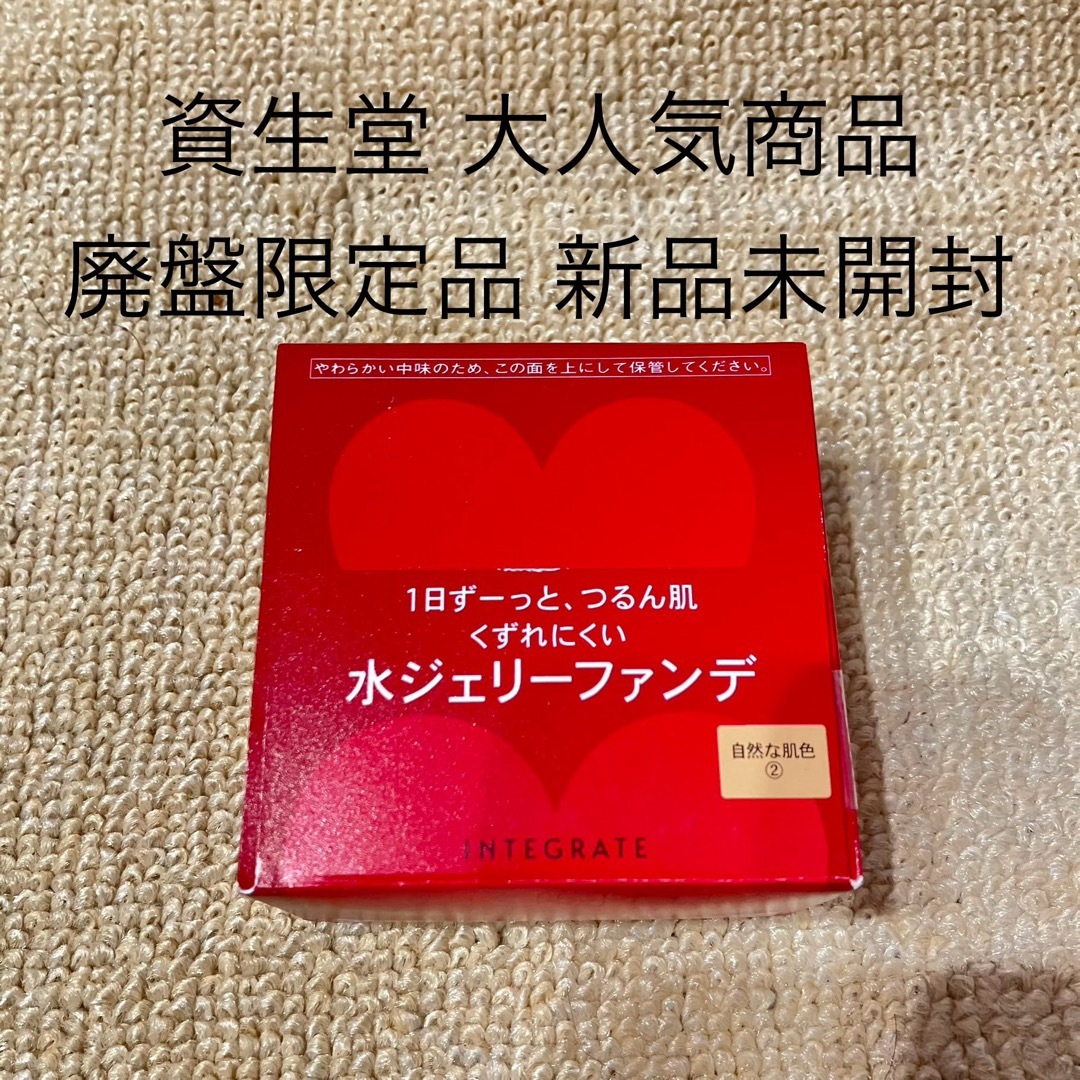 資生堂 大人気商品
廃盤限定品 新品未開封
やわらかい中味のため、この面を上にして保管してください。
1日ずーっと、つるん肌
くずれにくい
水ジェリーファンデ
自然な肌色
②
INTEGRATE